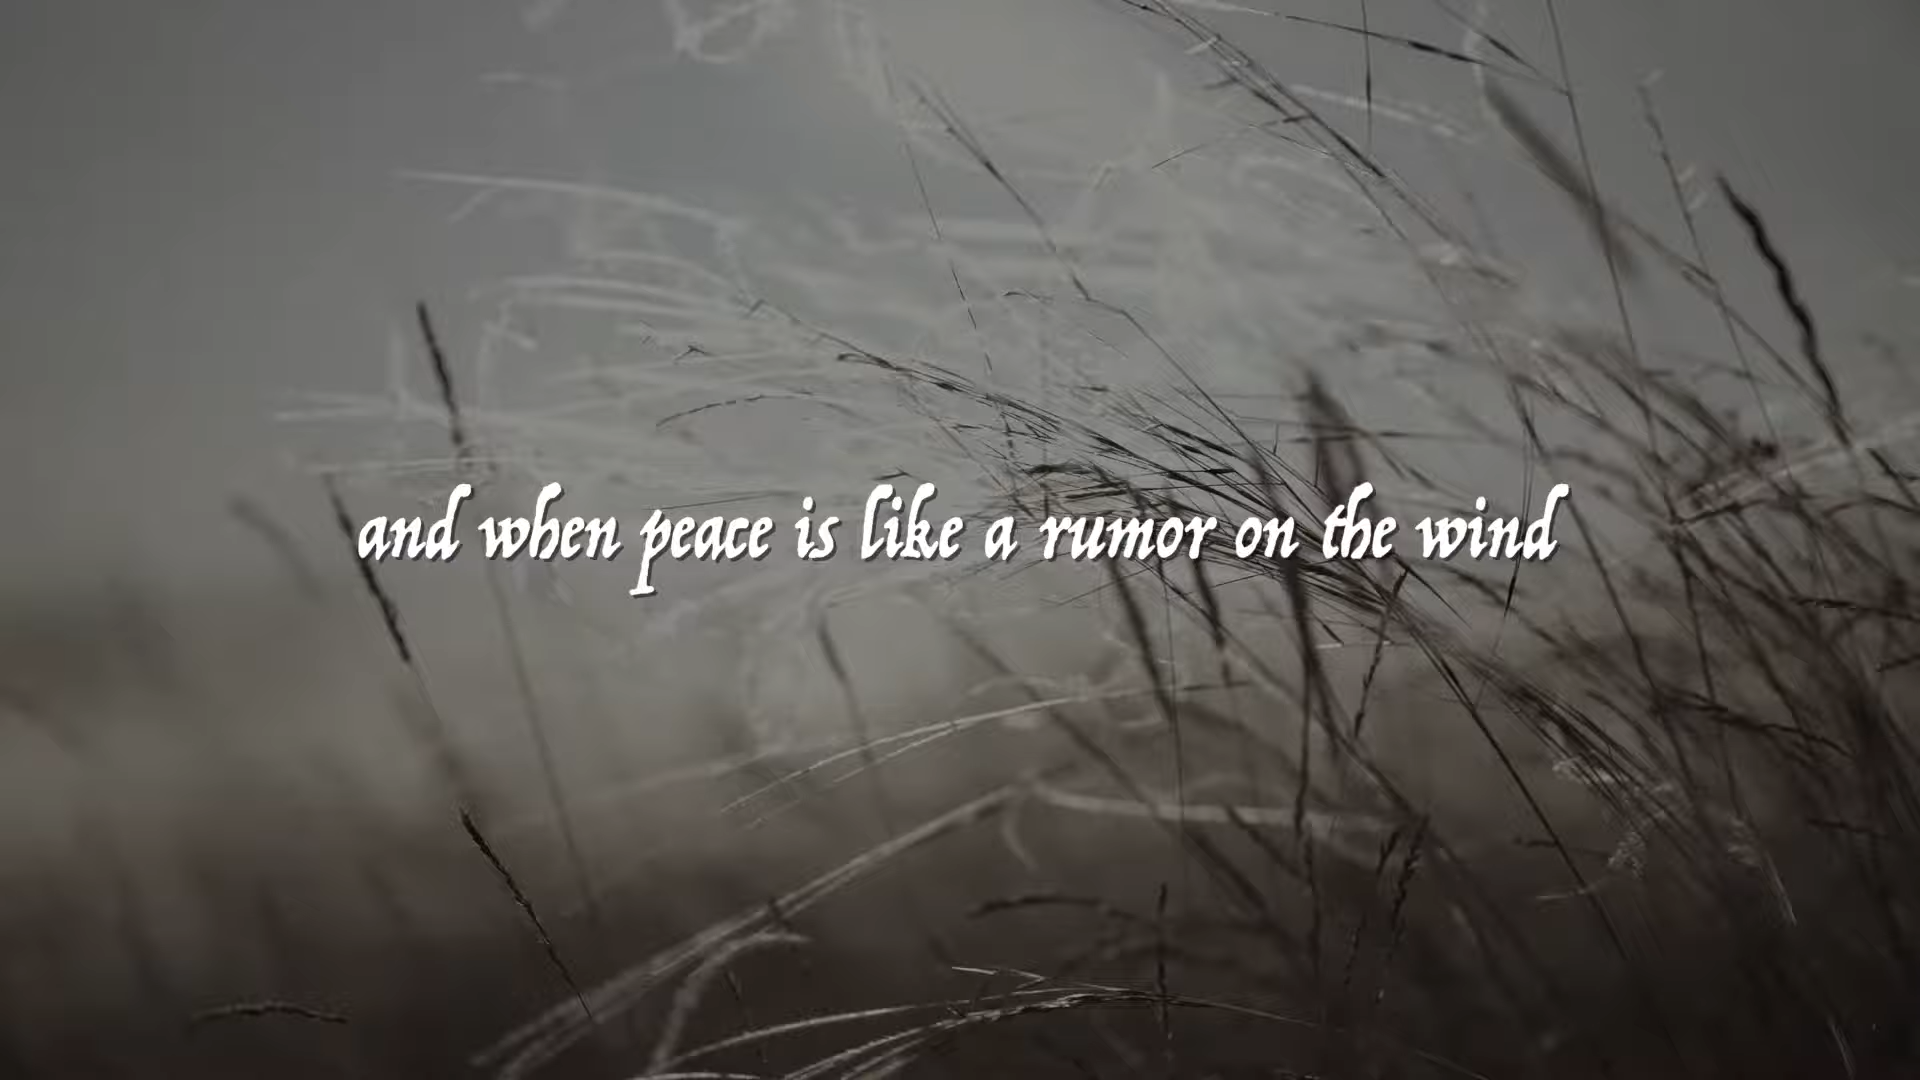 and when peace is like a rumor on the wind